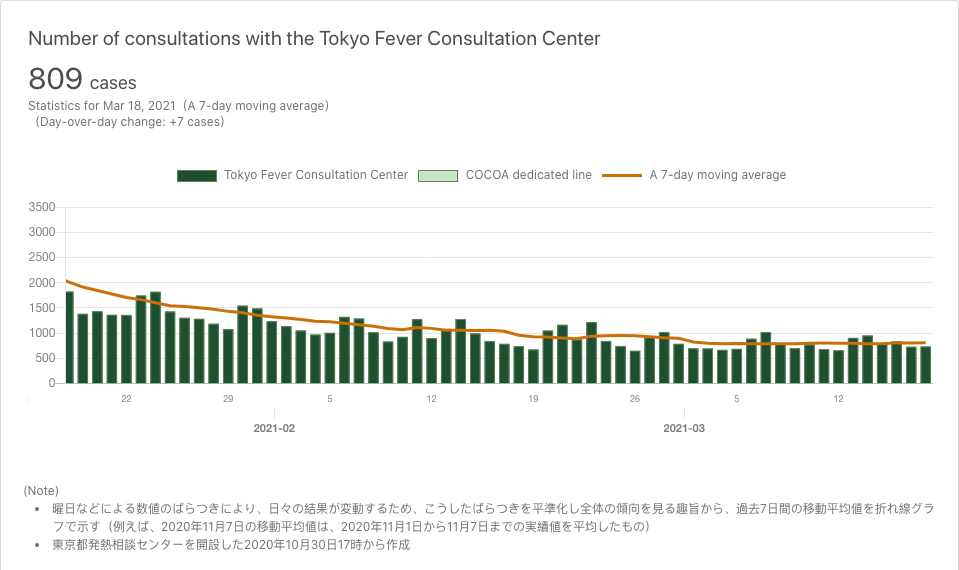 Number of consultations with the Tokyo Fever Consultation Center
809 cases
Statistics for Mar 18, 2021（A 7-day moving average）
（Day-over-day change: +7 cases）
Tokyo Fever Consultation Center COCOA dedicated line A 7-day moving average
3500
3000
2500
2000
1500
1000
500
0
22 29 5 12 19 26 5 12
2021-02 2021-03
(Note)
• 曜日などによる数値のばらつきにより、日々の結果が変動するため、こうしたばらつきを平準化し全体の傾向を見る趣旨から、過去7日間の移動平均値を折れ線グラ
フで示す（例えば、2020年11月7日の移動平均値は、2020年11月1日から11月7日までの実績値を平均したもの）
• 東京都発熱相談センターを開設した2020年10月30日17時から作成